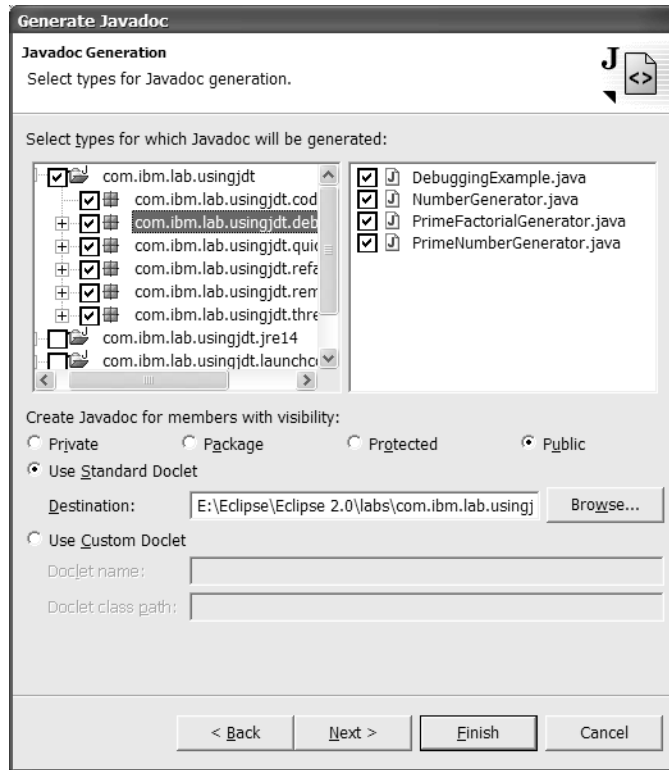 Generate Javadoc
Javadoc Generation
Select types for Javadoc generation.
Select types for which Javadoc will be generated:
com.ibm.lab.usingjdt
com.ibm.lab.usingjdt.cod
com.ibm.lab.usingjdt.deb
com.ibm.lab.usingjdt.quic
com.ibm.lab.usingjdt.refa
com.ibm.lab.usingjdt.rem
com.ibm.lab.usingjdt.thre
com.ibm.lab.usingjdt.jre14
com.ibm.lab.usingjdt.launchc
DebuggingExample.java
NumberGenerator.java
PrimeFactorialGenerator.java
PrimeNumberGenerator.java
Create Javadoc for members with visibility:
Private Package Protected Public
Use Standard Doclet
Destination: E:\Eclipse\Eclipse 2.0\labs\com.ibm.lab.usingj Browse...
Use Custom Doclet
Doclet name:
Doclet class path:
< Back Next > Finish Cancel